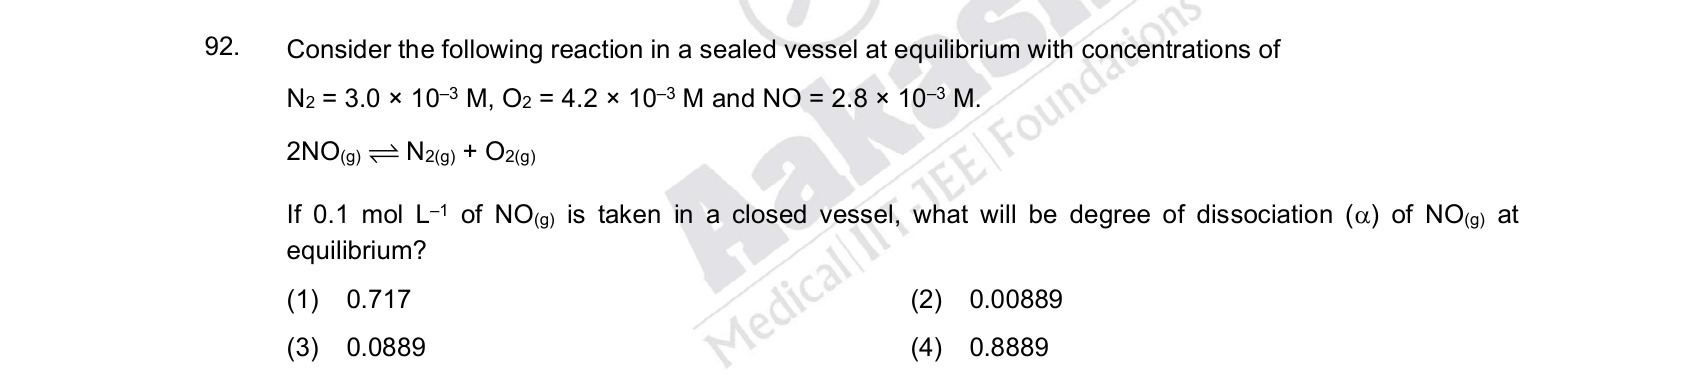 92. Consider the following reaction in a sealed vessel at equilibrium with concentrations of
N₂ = 3.0 × 10⁻³ M, O₂ = 4.2 × 10⁻³ M and NO = 2.8 × 10⁻³ M.
2NO(g) ⇌ N₂(g) + O₂(g)
If 0.1 mol L⁻¹ of NO(g) is taken in a closed vessel, what will be degree of dissociation (α) of NO(g) at
equilibrium?
(1) 0.717 (2) 0.00889
(3) 0.0889 (4) 0.8889
Aakash
Medical|IIT-JEE|Foundations